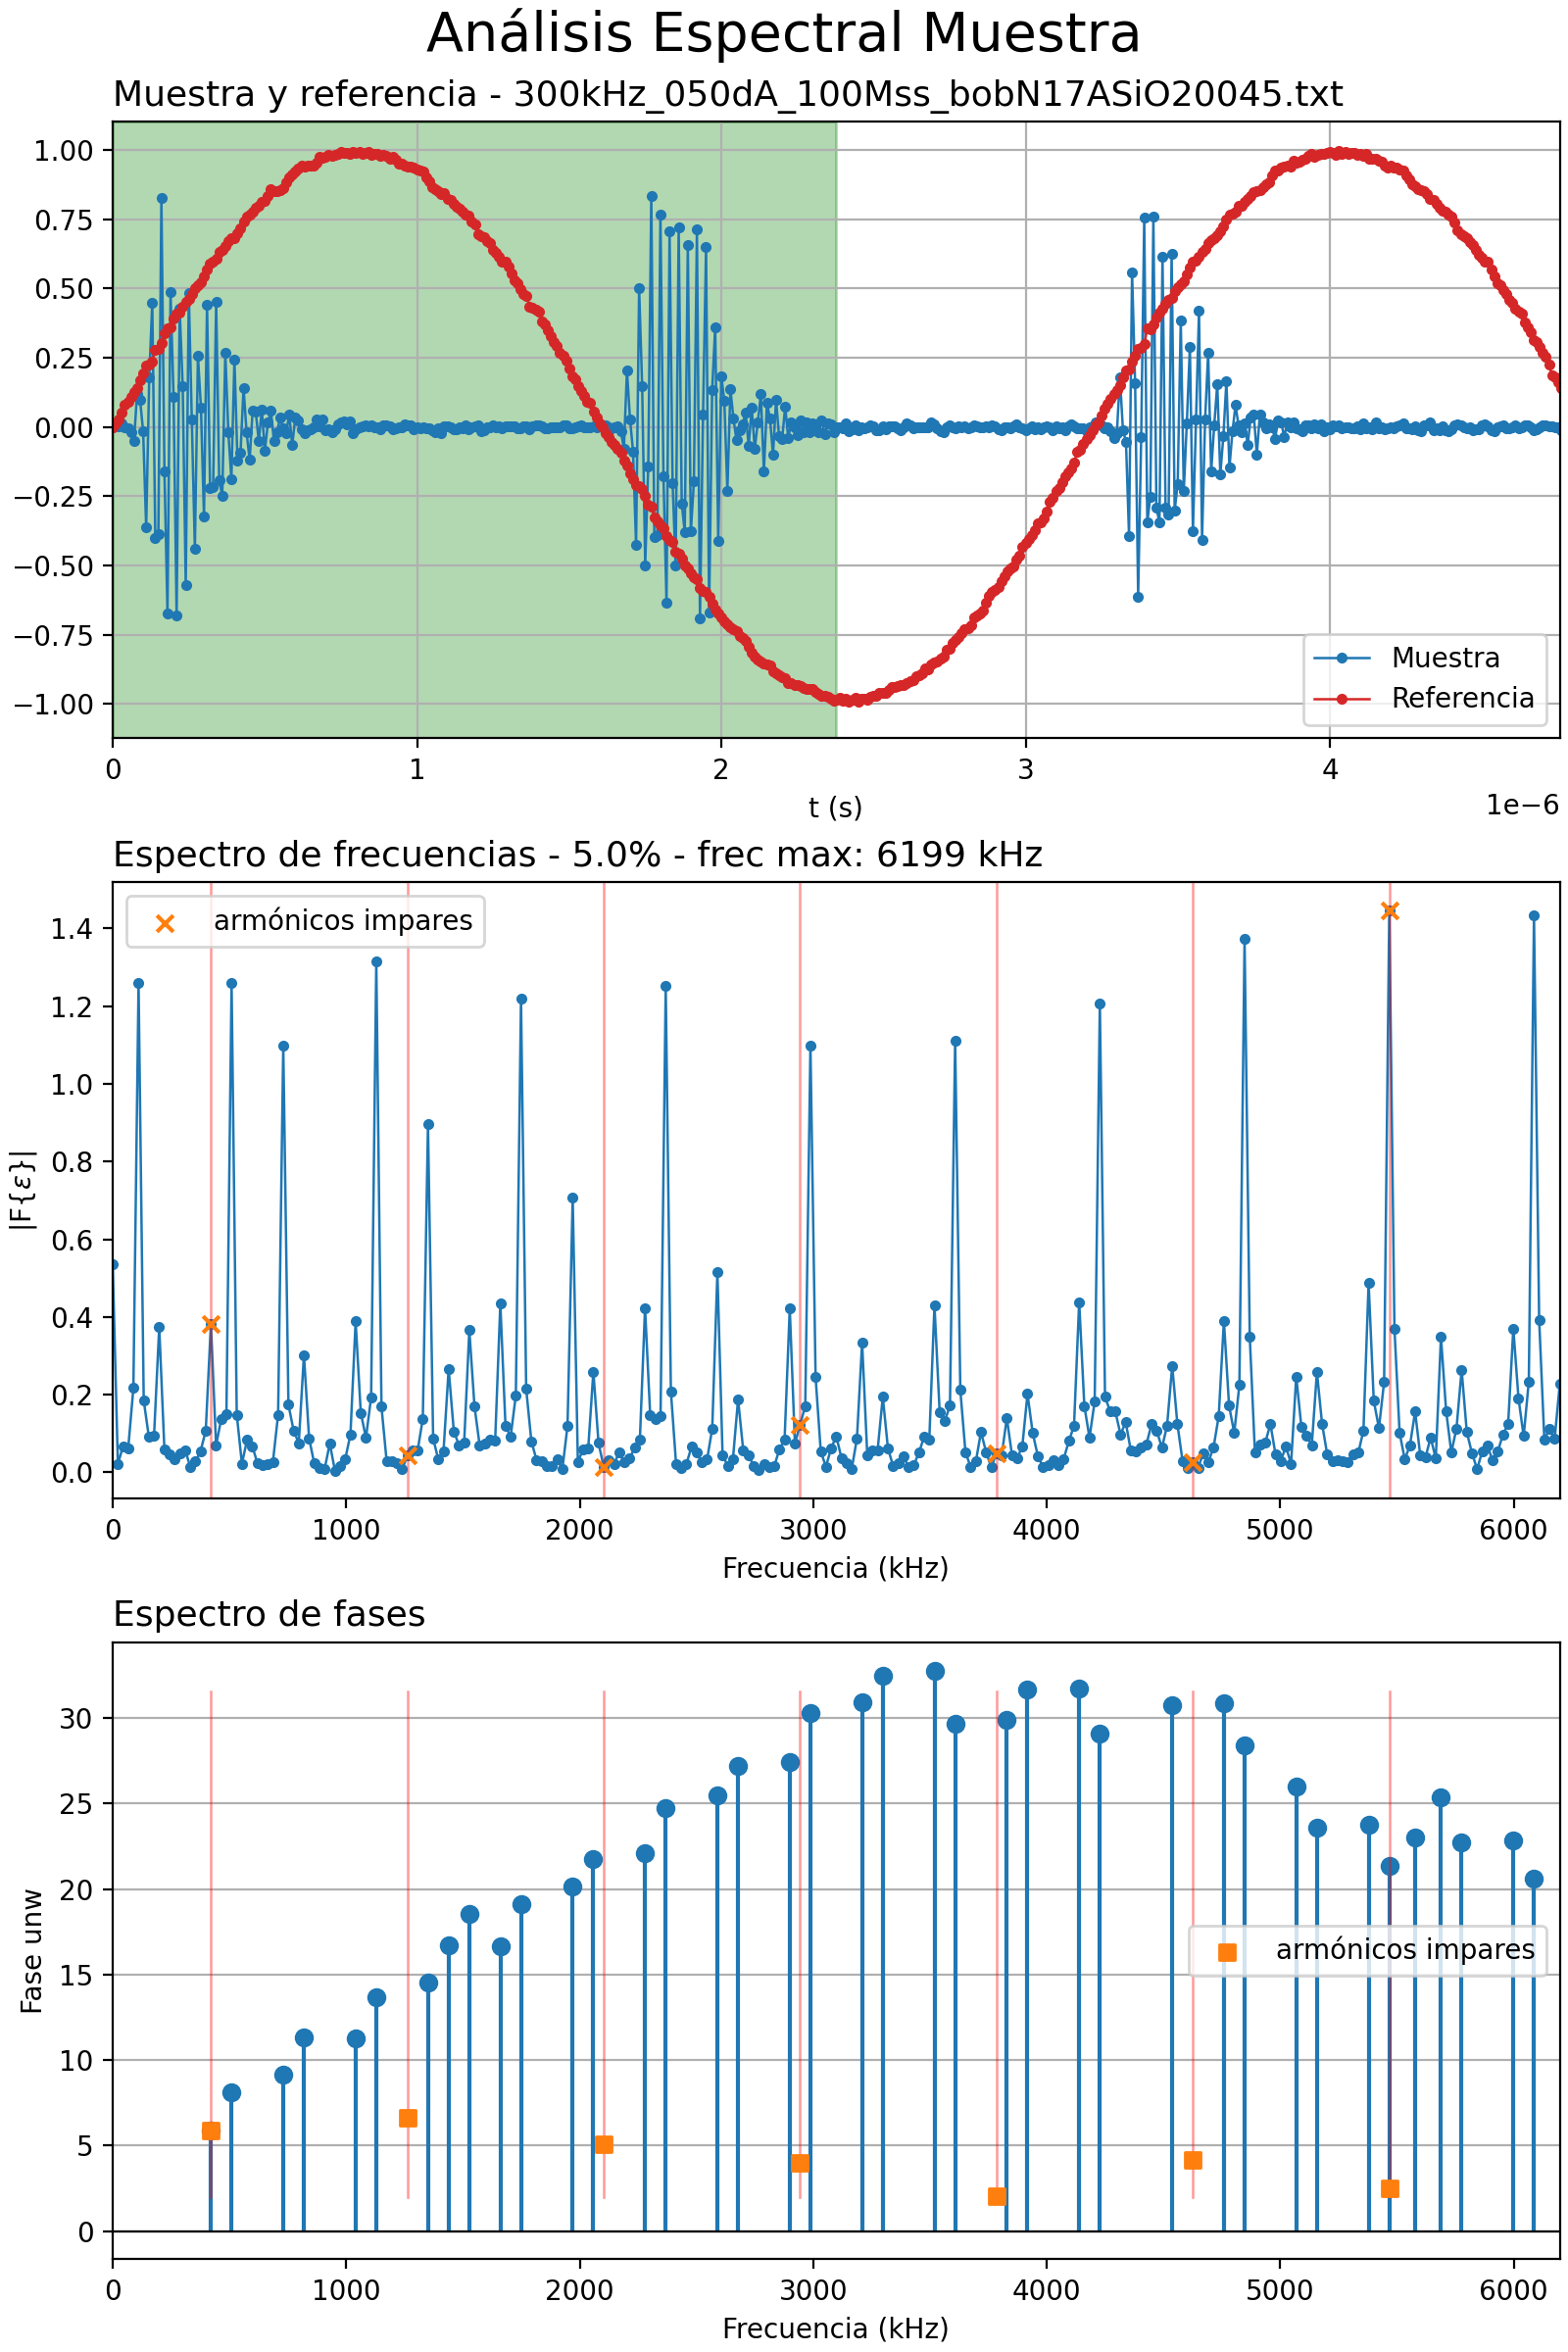 Análisis Espectral Muestra
Muestra y referencia - 300kHz_050dA_100Mss_bobN17ASiO20045.txt
1.00
0.75
0.50
0.25
0.00
−0.25
−0.50
−0.75
−1.00
Muestra
Referencia
0 1 2 3 4
t (s)
1e−6
Espectro de frecuencias - 5.0% - frec max: 6199 kHz
armónicos impares
1.4
1.2
1.0
0.8
0.6
0.4
0.2
0.0
|F{ε}|
0 1000 2000 3000 4000 5000 6000
Frecuencia (kHz)
Espectro de fases
30
25
20
15
10
5
0
Fase unw
armónicos impares
0 1000 2000 3000 4000 5000 6000
Frecuencia (kHz)